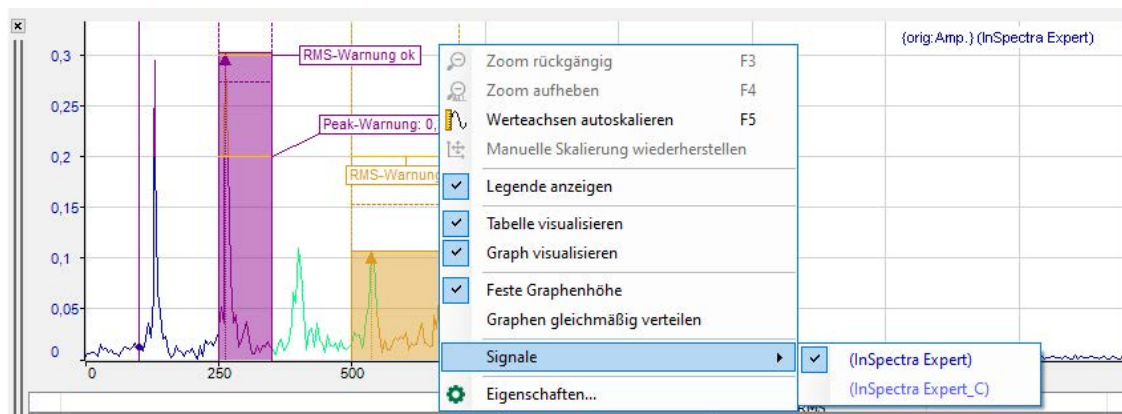 {orig:Amp.} (InSpectra Expert)
0,3
0,25
0,2
0,15
0,1
0,05
0
0
250
500
RMS-Warnung ok
Peak-Warnung: 0,
RMS-Warnung
Zoom rückgängig F3
Zoom aufheben F4
Werteachsen autoskalieren F5
Manuelle Skalierung wiederherstellen
Legende anzeigen
Tabelle visualisieren
Graph visualisieren
Feste Graphenhöhe
Graphen gleichmäßig verteilen
Signale
Eigenschaften...
(InSpectra Expert)
(InSpectra Expert_C)
RMS